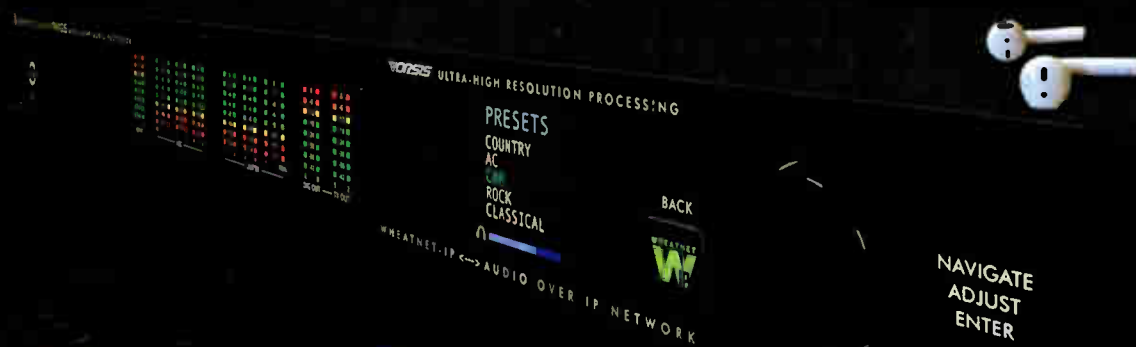 VORSIS ULTRA-HIGH RESOLUTION PROCESSING
PRESETS
COUNTRY
AC
ROCK
CLASSICAL
BACK
WHEATNET
W
WHEATNET-IP <---> AUDIO OVER IP NETWORK
NAVIGATE
ADJUST
ENTER